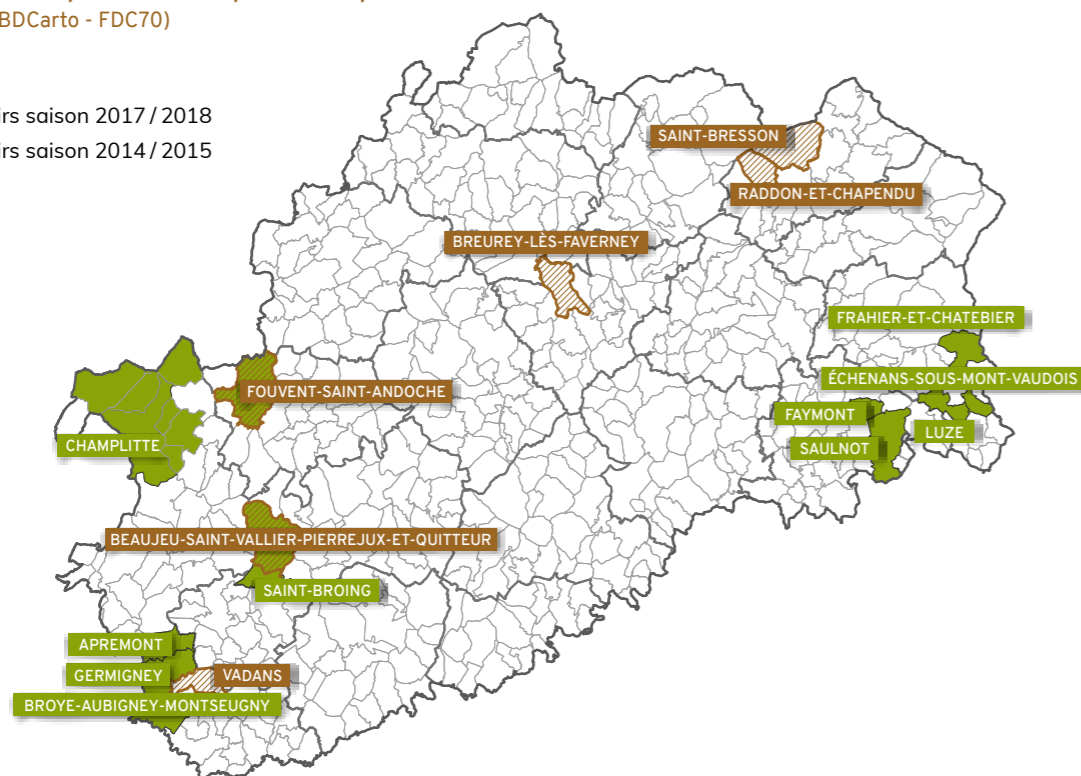 BDCarto - FDC70)
rs saison 2017 / 2018
rs saison 2014 / 2015
SAINT-BRESSON
RADDON-ET-CHAPENDU
BREUREY-LÈS-FAVERNEY
FRAHIER-ET-CHATEBIER
ÉCHENANS-SOUS-MONT-VAUDOIS
FOUVENT-SAINT-ANDOCHE
FAYMONT
LUZE
CHAMPLITTE
SAULNOT
BEAUJEU-SAINT-VALLIER-PIERREJUX-ET-QUITTEUR
SAINT-BROING
APREMONT
GERMIGNEY
VADANS
BROYE-AUBIGNEY-MONTSEUGNY